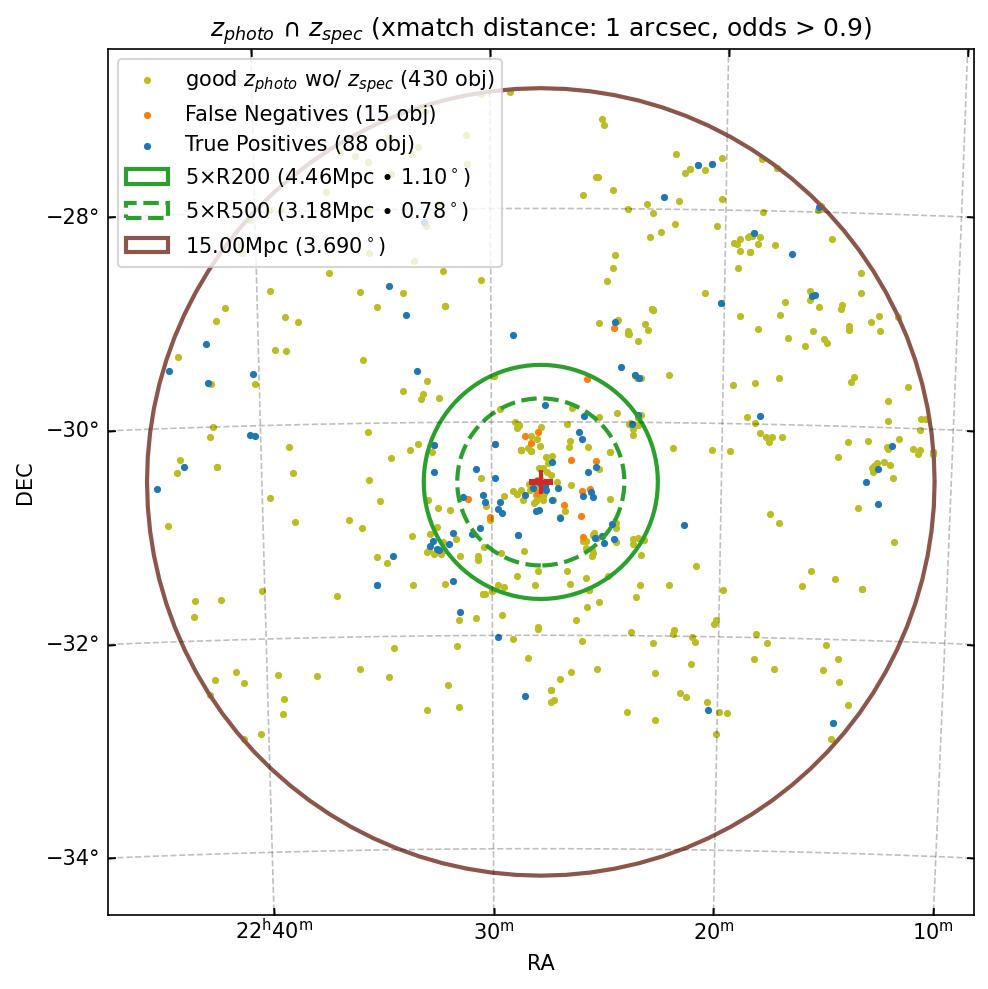 z_photo ∩ z_spec (xmatch distance: 1 arcsec, odds > 0.9)
good z_photo wo/ z_spec (430 obj)
False Negatives (15 obj)
True Positives (88 obj)
5×R200 (4.46Mpc • 1.10°)
5×R500 (3.18Mpc • 0.78°)
15.00Mpc (3.690°)
−28°
−30°
−32°
−34°
DEC
22ʰ40ᵐ 30ᵐ 20ᵐ 10ᵐ
RA